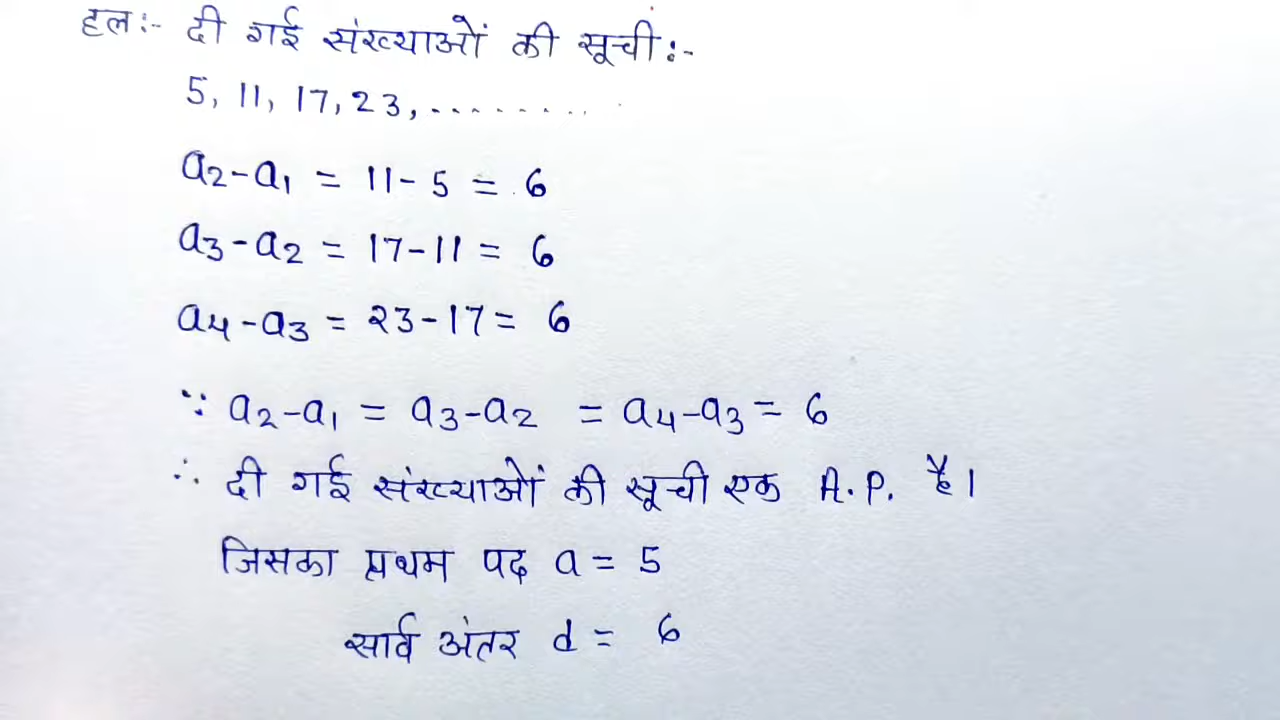 हल:- दी गई संख्याओं की सूची:-
5, 11, 17, 23, .........
a₂-a₁ = 11-5 = 6
a₃-a₂ = 17-11 = 6
a₄-a₃ = 23-17= 6
∵ a₂-a₁ = a₃-a₂ = a₄-a₃ = 6
∴ दी गई संख्याओं की सूची एक A.P. है।
जिसका प्रथम पद a = 5
सार्व अंतर d = 6